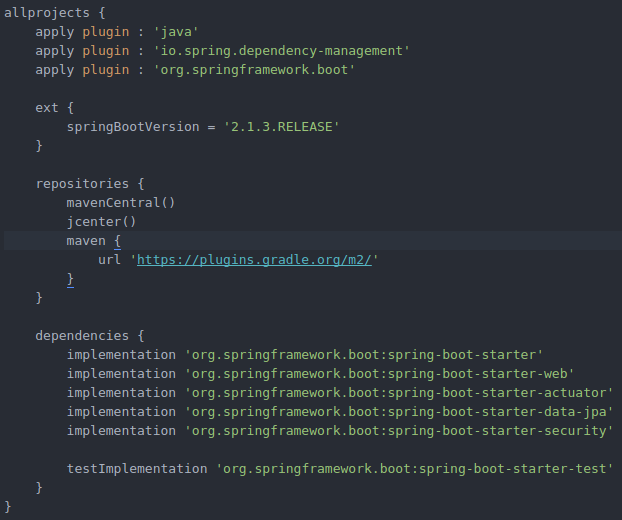 allprojects {
    apply plugin : 'java'
    apply plugin : 'io.spring.dependency-management'
    apply plugin : 'org.springframework.boot'

    ext {
        springBootVersion = '2.1.3.RELEASE'
    }

    repositories {
        mavenCentral()
        jcenter()
        maven {
            url 'https://plugins.gradle.org/m2/'
        }
    }

    dependencies {
        implementation 'org.springframework.boot:spring-boot-starter'
        implementation 'org.springframework.boot:spring-boot-starter-web'
        implementation 'org.springframework.boot:spring-boot-starter-actuator'
        implementation 'org.springframework.boot:spring-boot-starter-data-jpa'
        implementation 'org.springframework.boot:spring-boot-starter-security'

        testImplementation 'org.springframework.boot:spring-boot-starter-test'
    }
}